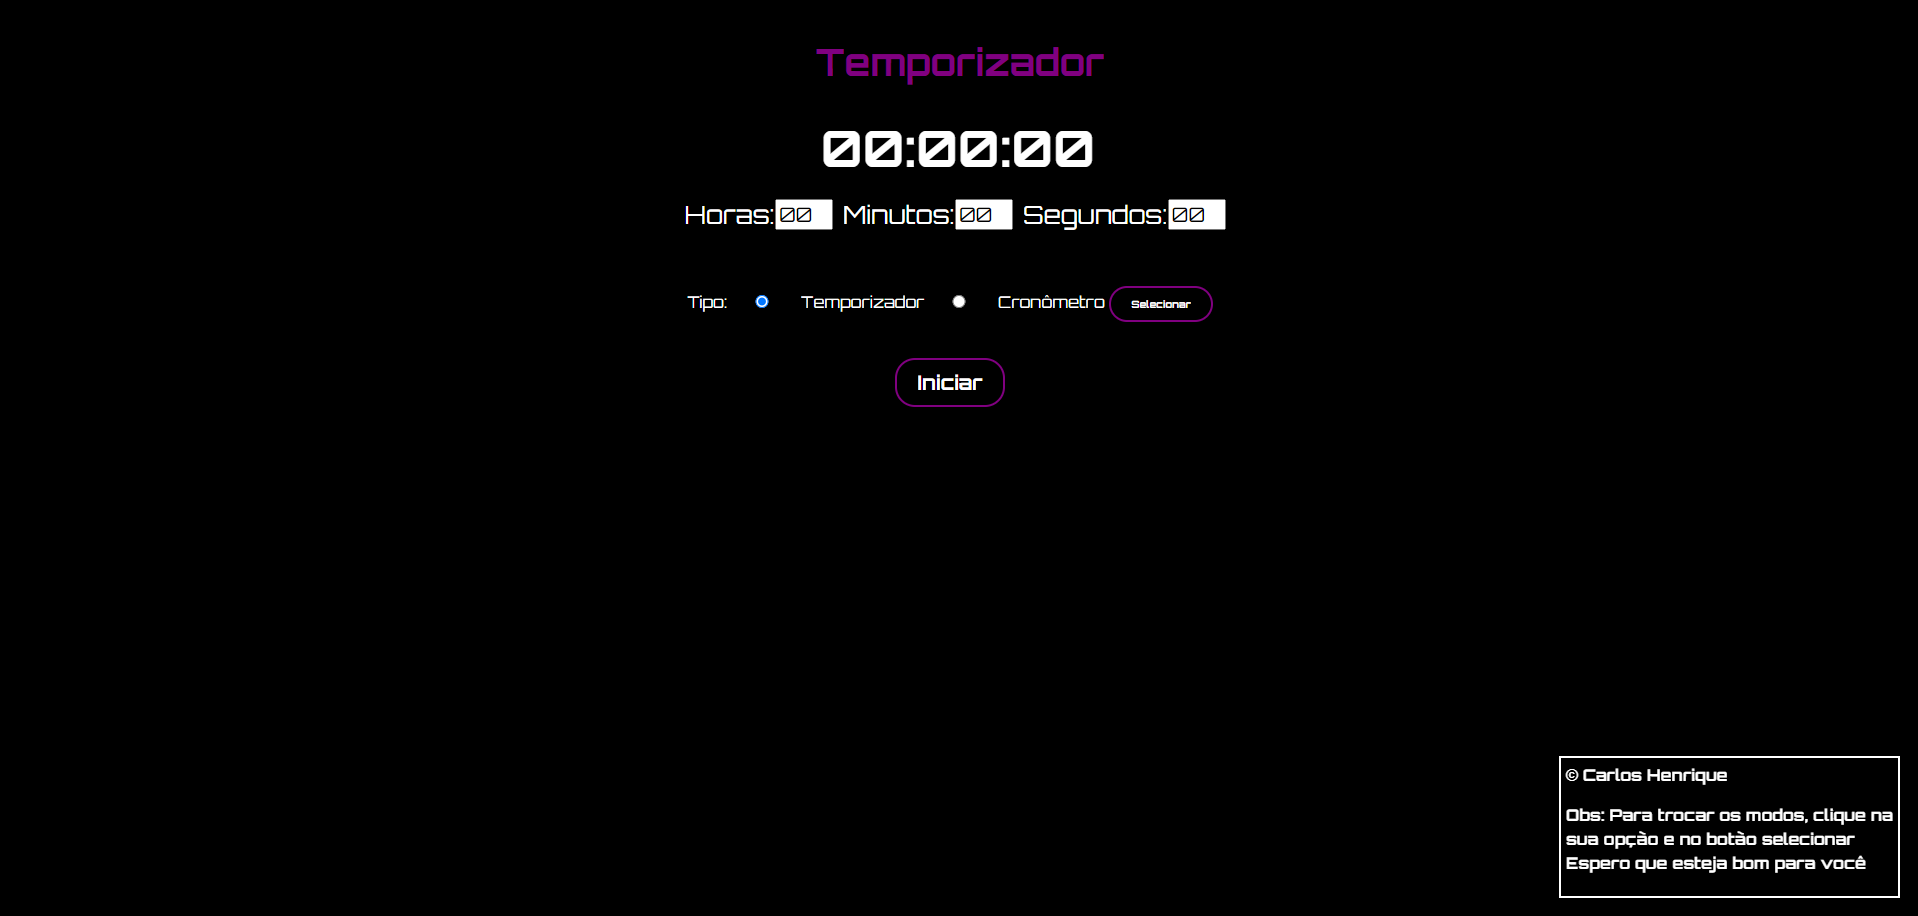 Temporizador
00:00:00
Horas: 00 Minutos: 00 Segundos: 00
Tipo: Temporizador Cronômetro Selecionar
Iniciar
© Carlos Henrique
Obs: Para trocar os modos, clique na
sua opção e no botão selecionar
Espero que esteja bom para você